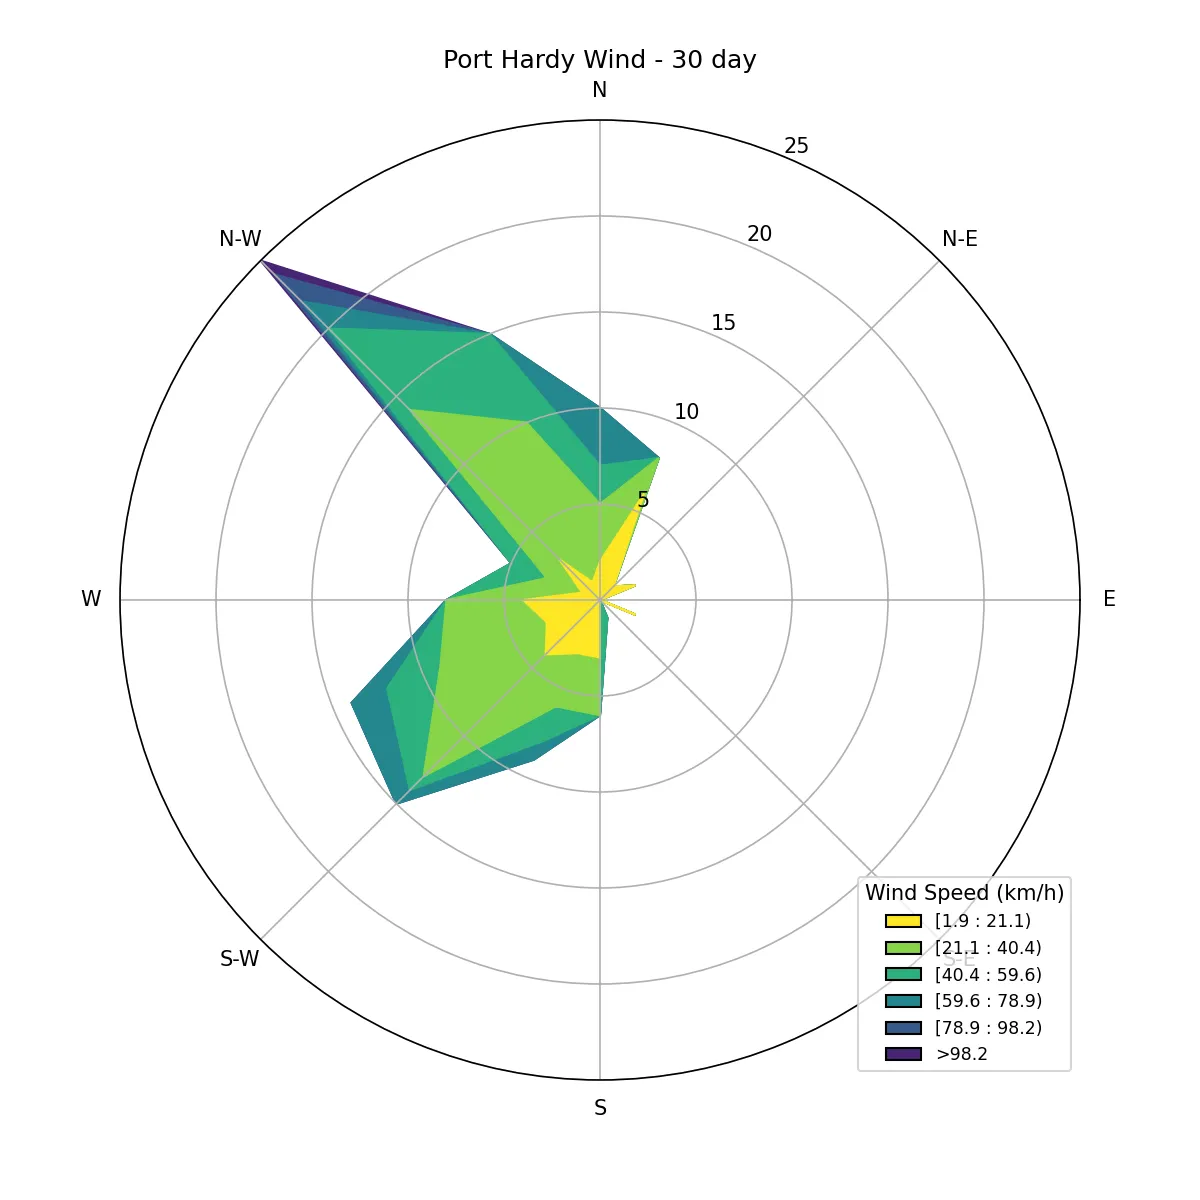 Port Hardy Wind - 30 day
N
25
N-W
20
N-E
15
10
5
W
E
Wind Speed (km/h)
[1.9 : 21.1)
[21.1 : 40.4)
S-W
S-E
[40.4 : 59.6)
[59.6 : 78.9)
[78.9 : 98.2)
>98.2
S